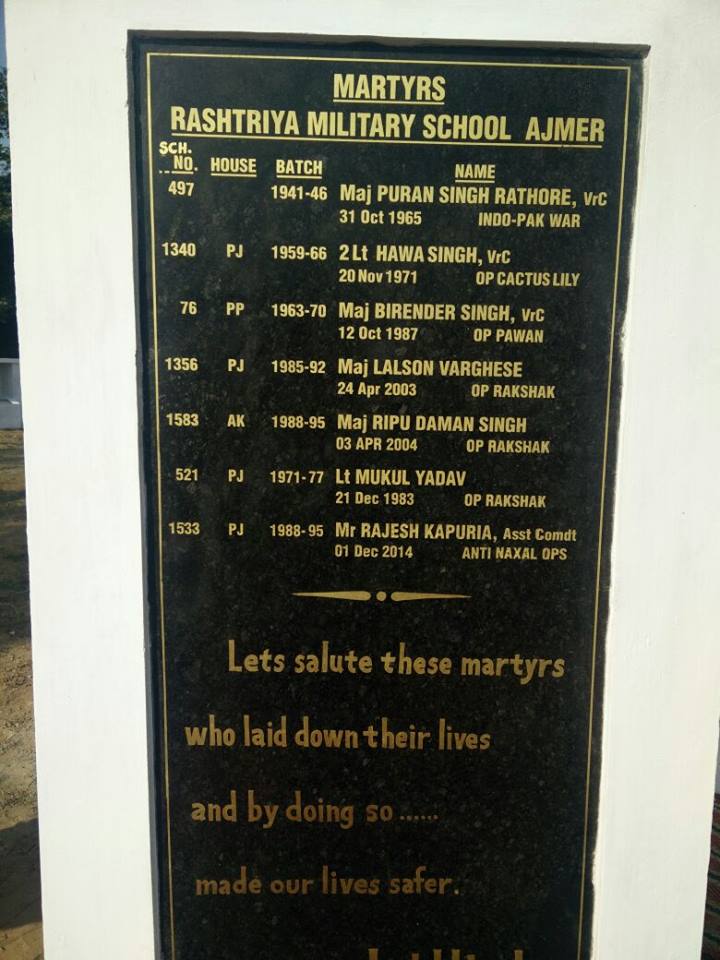 MARTYRS
RASHTRIYA MILITARY SCHOOL AJMER
SCH. NO. HOUSE BATCH NAME
497 1941-46 Maj PURAN SINGH RATHORE, VrC
31 Oct 1965 INDO-PAK WAR
1340 PJ 1959-66 2Lt HAWA SINGH, VrC
20 Nov 1971 OP CACTUS LILY
76 PP 1963-70 Maj BIRENDER SINGH, VrC
12 Oct 1987 OP PAWAN
1356 PJ 1985-92 Maj LALSON VARGHESE
24 Apr 2003 OP RAKSHAK
1583 AK 1988-95 Maj RIPU DAMAN SINGH
03 APR 2004 OP RAKSHAK
521 PJ 1971-77 Lt MUKUL YADAV
21 Dec 1983 OP RAKSHAK
1533 PJ 1988-95 Mr RAJESH KAPURIA, Asst Comdt
01 Dec 2014 ANTI NAXAL OPS
Lets salute these martyrs
who laid down their lives
and by doing so ......
made our lives safer.